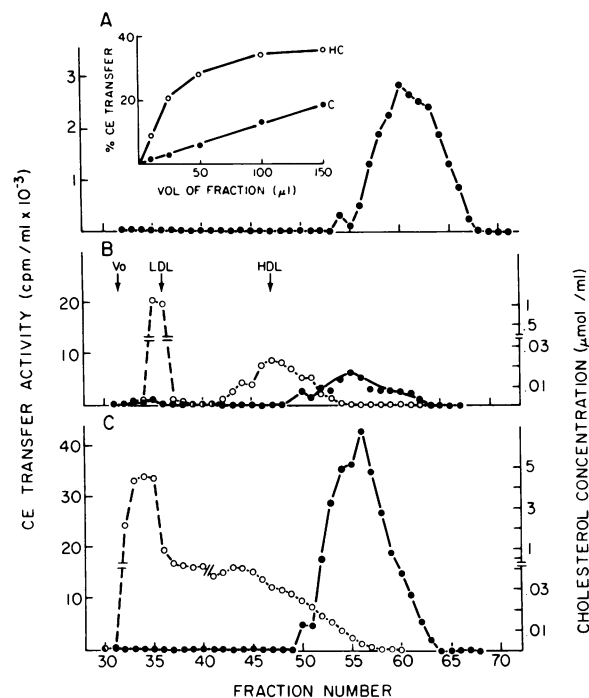 A
40
20
% CE TRANSFER
HC
C
50 100 150
VOL OF FRACTION (μl)
3
2
1
CE TRANSFER ACTIVITY (cpm/ml x 10⁻³)
B
Vo LDL HDL
20
10
1
.5
.03
.01
CHOLESTEROL CONCENTRATION (μmol /ml)
C
40
30
20
10
5
3
1
.03
.01
30 35 40 45 50 55 60 65 70
FRACTION NUMBER